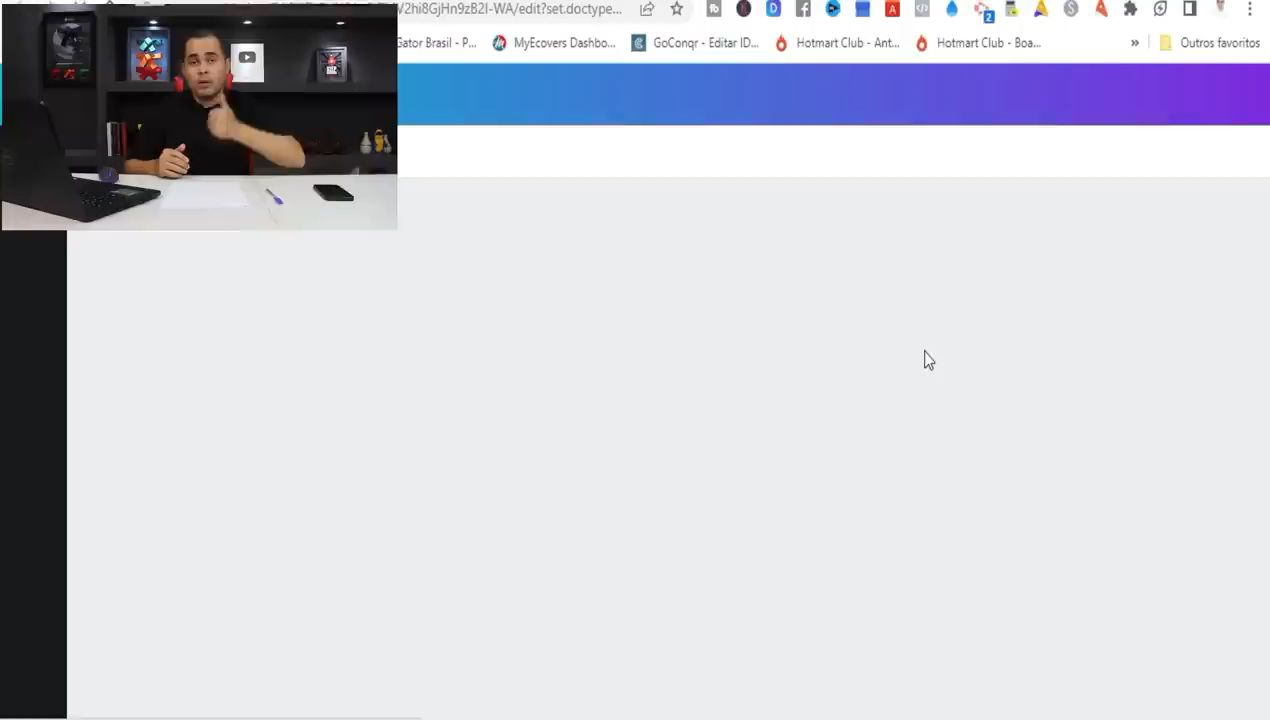 V2hi8GjHn9zB2I-WA/edit?set.doctype...
2
Gator Brasil - P... MyEcovers Dashbo... GoConqr - Editar ID... Hotmart Club - Ant... Hotmart Club - Boa... » Outros favoritos